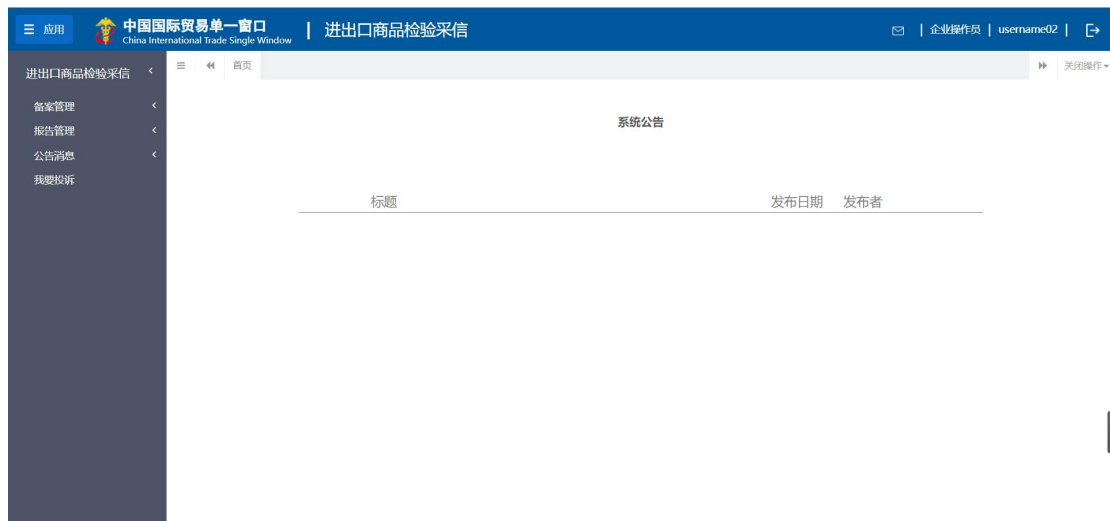 应用
中国国际贸易单一窗口
China International Trade Single Window
进出口商品检验采信
企业操作员 | username02 |
进出口商品检验采信
首页
关闭操作
备案管理
报告管理
公告消息
我要投诉
系统公告
标题 发布日期 发布者